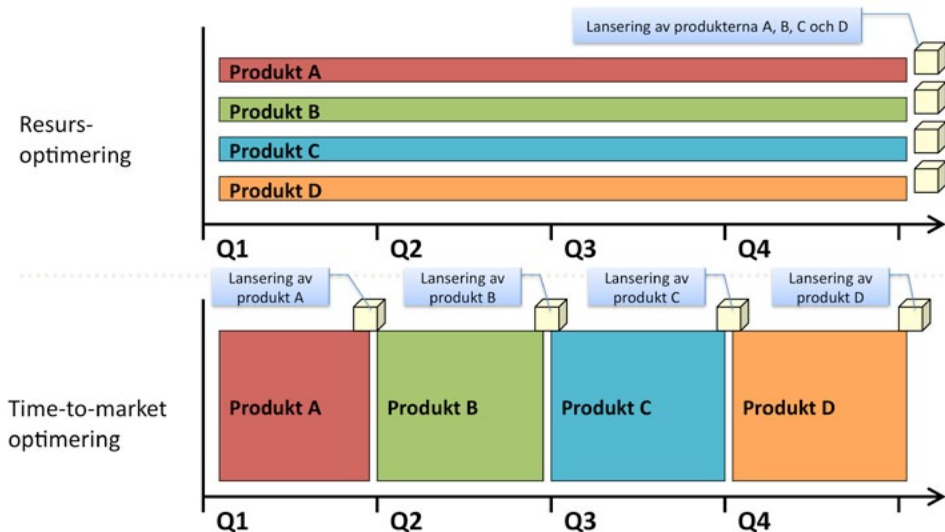 Lansering av produkterna A, B, C och D
Produkt A
Produkt B
Resurs-
optimering
Produkt C
Produkt D
Q1 Q2 Q3 Q4
Lansering av
produkt A
Lansering av
produkt B
Lansering av
produkt C
Lansering av
produkt D
Time-to-market
optimering
Produkt A Produkt B Produkt C Produkt D
Q1 Q2 Q3 Q4